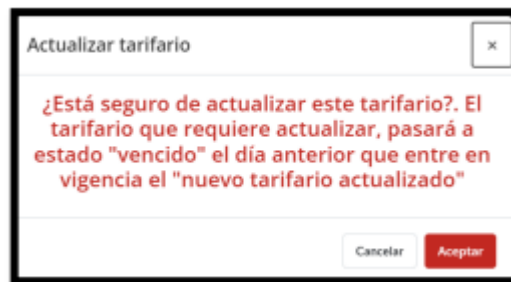 Actualizar tarifario
×
¿Está seguro de actualizar este tarifario?. El
tarifario que requiere actualizar, pasará a
estado "vencido" el día anterior que entre en
vigencia el "nuevo tarifario actualizado"
Cancelar Aceptar